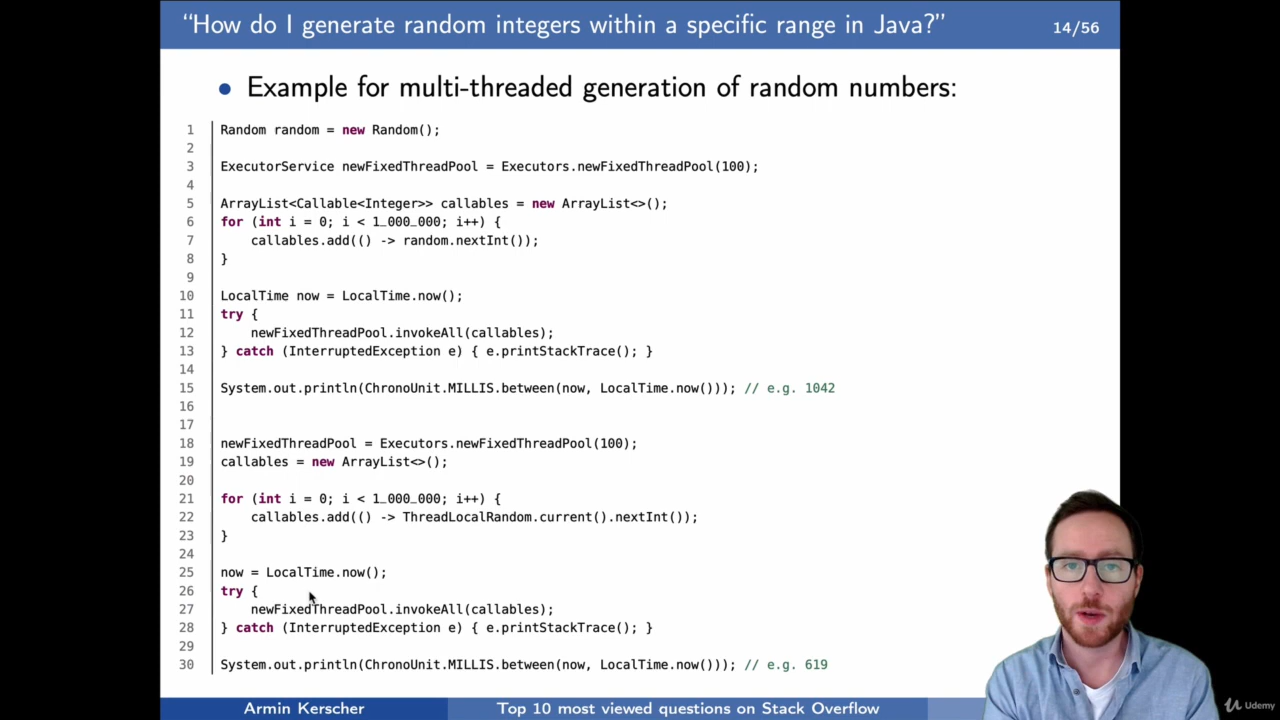 “How do I generate random integers within a specific range in Java?” 14/56
• Example for multi-threaded generation of random numbers:
1 Random random = new Random();
2
3 ExecutorService newFixedThreadPool = Executors.newFixedThreadPool(100);
4
5 ArrayList<Callable<Integer>> callables = new ArrayList<>();
6 for (int i = 0; i < 1_000_000; i++) {
7     callables.add(() -> random.nextInt());
8 }
9
10 LocalTime now = LocalTime.now();
11 try {
12     newFixedThreadPool.invokeAll(callables);
13 } catch (InterruptedException e) { e.printStackTrace(); }
14
15 System.out.println(ChronoUnit.MILLIS.between(now, LocalTime.now())); // e.g. 1042
16
17
18 newFixedThreadPool = Executors.newFixedThreadPool(100);
19 callables = new ArrayList<>();
20
21 for (int i = 0; i < 1_000_000; i++) {
22     callables.add(() -> ThreadLocalRandom.current().nextInt());
23 }
24
25 now = LocalTime.now();
26 try {
27     newFixedThreadPool.invokeAll(callables);
28 } catch (InterruptedException e) { e.printStackTrace(); }
29
30 System.out.println(ChronoUnit.MILLIS.between(now, LocalTime.now())); // e.g. 619
Armin Kerscher Top 10 most viewed questions on Stack Overflow
Udemy